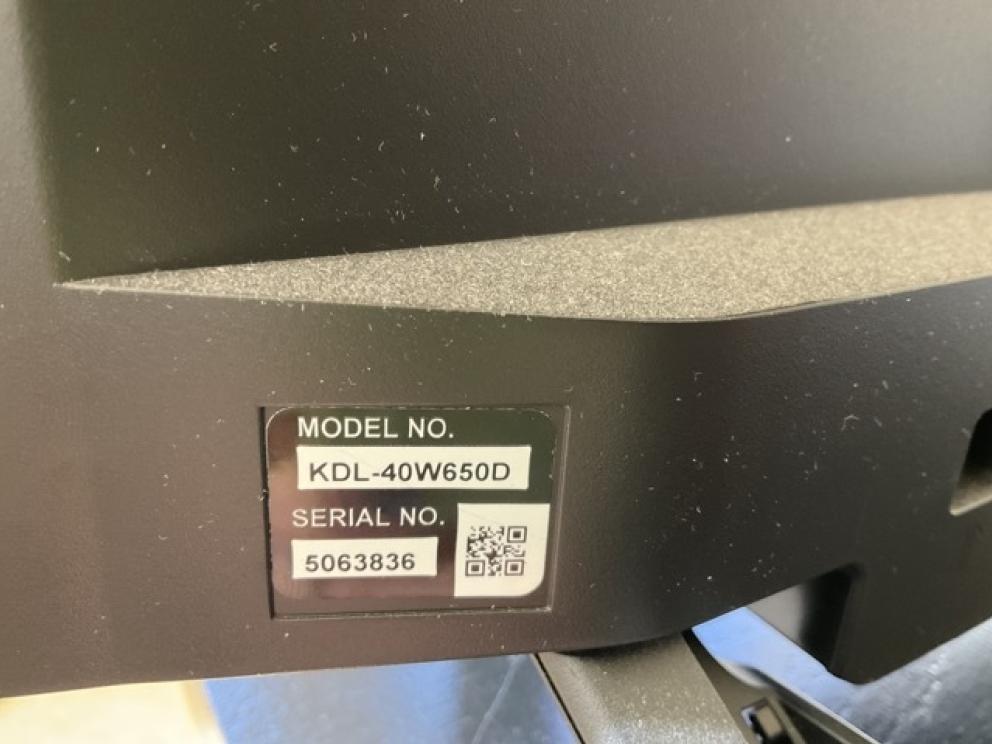 MODEL NO.
KDL-40W650D
SERIAL NO.
5063836